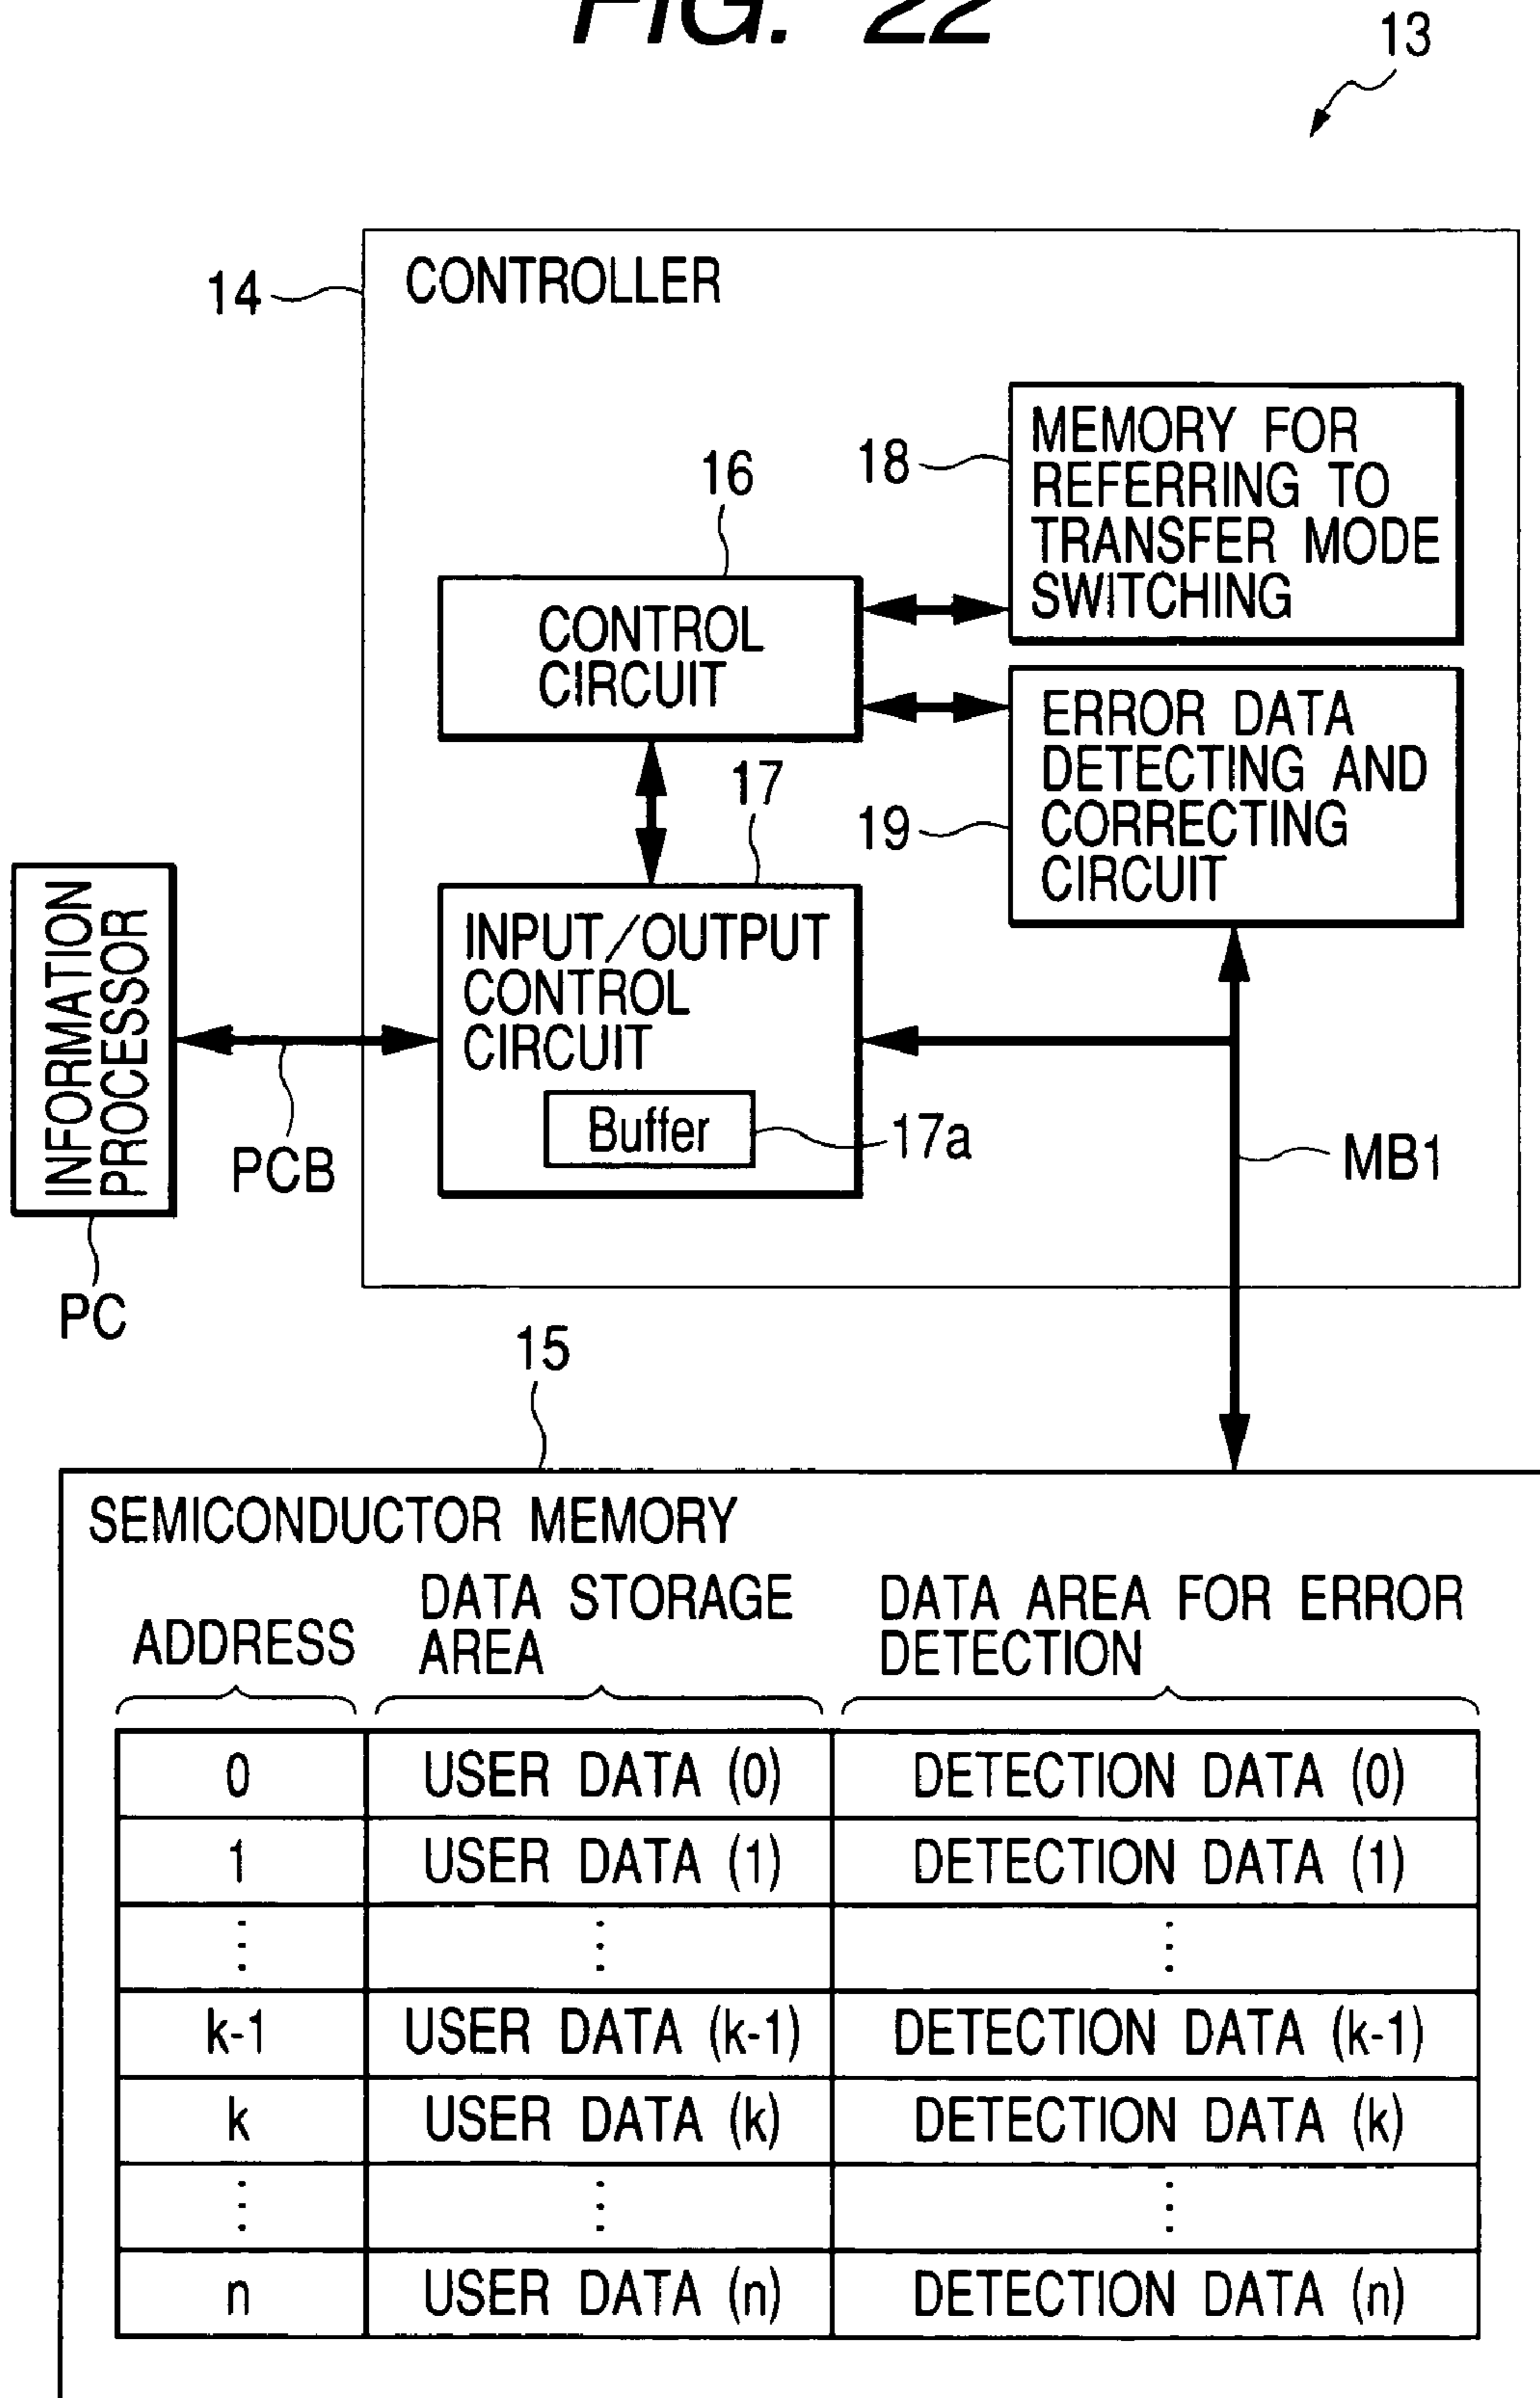 FIG. 22
13
14
CONTROLLER
18
MEMORY FOR
REFERRING TO
TRANSFER MODE
SWITCHING
16
CONTROL
CIRCUIT
19
ERROR DATA
DETECTING AND
CORRECTING
CIRCUIT
17
INPUT/OUTPUT
CONTROL
CIRCUIT
Buffer
17a
INFORMATION
PROCESSOR
PCB
MB1
PC
15
SEMICONDUCTOR MEMORY
ADDRESS
DATA STORAGE
AREA
DATA AREA FOR ERROR
DETECTION
0 USER DATA (0) DETECTION DATA (0)
1 USER DATA (1) DETECTION DATA (1)
⋮ ⋮ ⋮
k-1 USER DATA (k-1) DETECTION DATA (k-1)
k USER DATA (k) DETECTION DATA (k)
⋮ ⋮ ⋮
n USER DATA (n) DETECTION DATA (n)